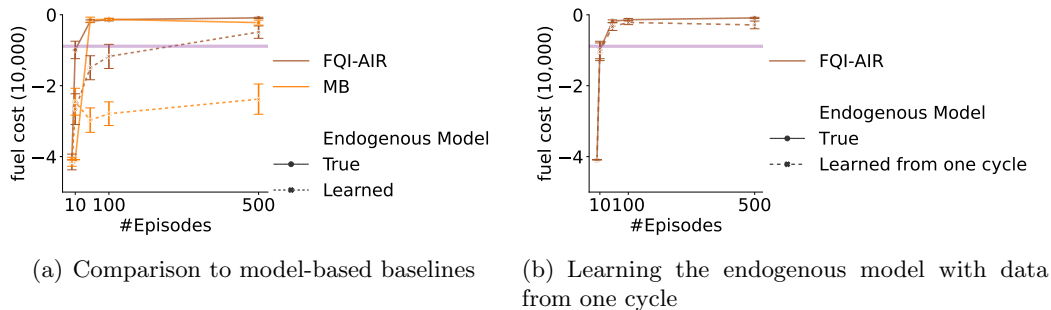 fuel cost (10,000)
0
−2
−4
10 100 500
#Episodes
FQI-AIR
MB
Endogenous Model
True
Learned
(a) Comparison to model-based baselines
fuel cost (10,000)
0
−2
−4
10 100 500
#Episodes
FQI-AIR
Endogenous Model
True
Learned from one cycle
(b) Learning the endogenous model with data
from one cycle